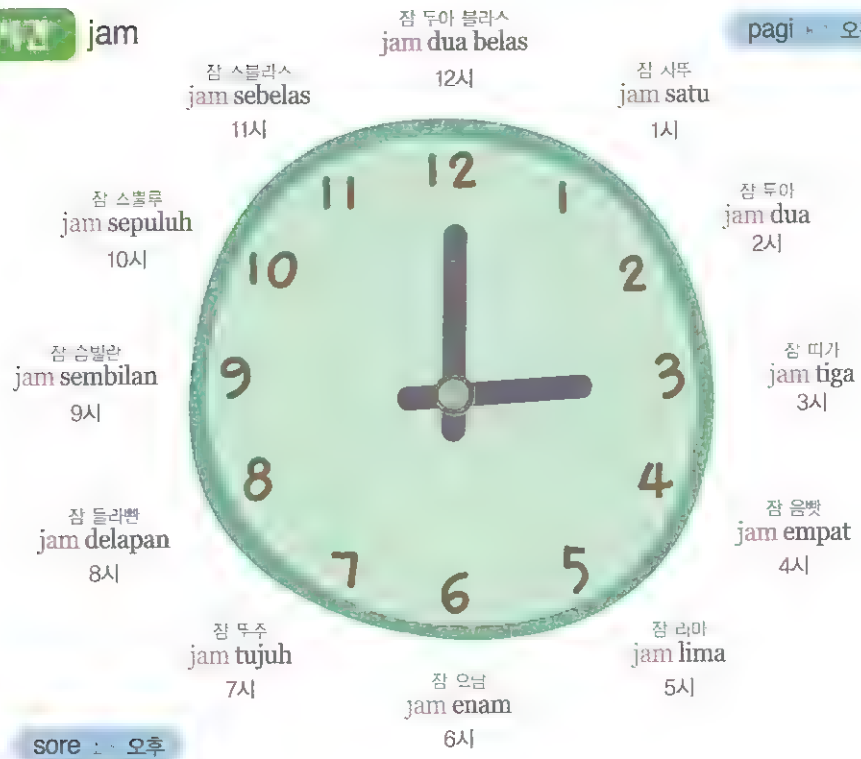 시간 jam
pagi 오전
잠 두아 블라스
jam dua belas
12시
잠 사뚜
jam satu
1시
잠 두아
jam dua
2시
잠 띠가
jam tiga
3시
잠 음빳
jam empat
4시
잠 리마
jam lima
5시
잠 으남
jam enam
6시
잠 뚜주
jam tujuh
7시
잠 들라빤
jam delapan
8시
잠 슴빌란
jam sembilan
9시
잠 스뿔루
jam sepuluh
10시
잠 스블라스
jam sebelas
11시
12
1
2
3
4
5
6
7
8
9
10
11
sore 오후